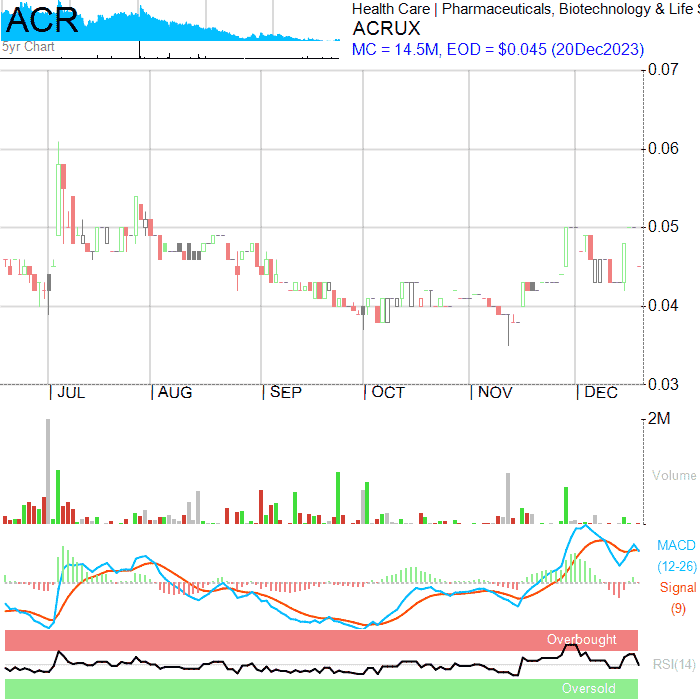 ACR
5yr Chart
Health Care | Pharmaceuticals, Biotechnology & Life S
ACRUX
MC = 14.5M, EOD = $0.045 (20Dec2023)
0.07
0.06
0.05
0.04
0.03
JUL
AUG
SEP
OCT
NOV
DEC
2M
Volume
MACD
(12-26)
Signal
(9)
Overbought
RSI(14)
Oversold